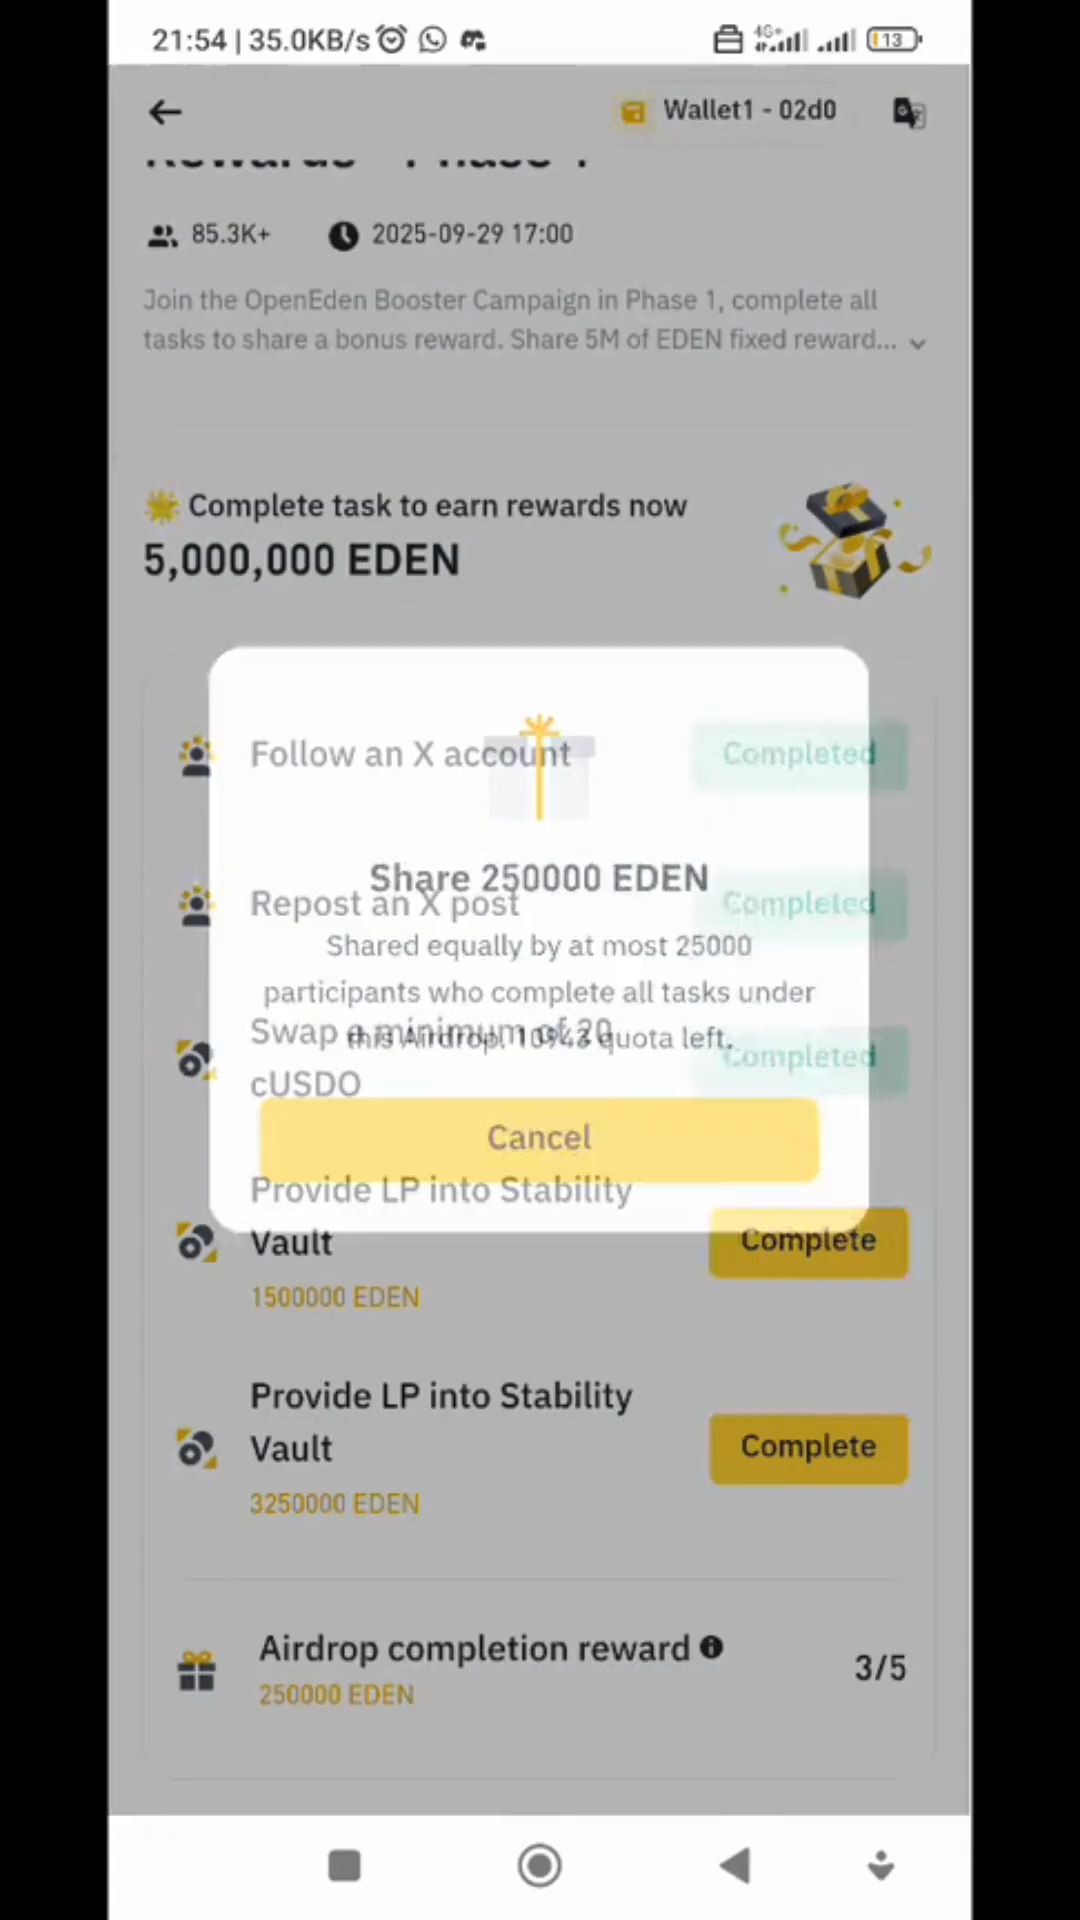 21:54 | 35.0KB/s
4G+
13
Wallet1 - 02d0
Rewards - Phase 1
85.3K+
2025-09-29 17:00
Join the OpenEden Booster Campaign in Phase 1, complete all
tasks to share a bonus reward. Share 5M of EDEN fixed reward...
Complete task to earn rewards now
5,000,000 EDEN
Follow an X account
Completed
Share 250000 EDEN
Repost an X post
Completed
Shared equally by at most 25000
participants who complete all tasks under
this Airdrop. 10943 quota left.
Swap a minimum of 20
cUSDO
Completed
Cancel
Provide LP into Stability
Vault
Complete
1500000 EDEN
Provide LP into Stability
Vault
Complete
3250000 EDEN
Airdrop completion reward
3/5
250000 EDEN